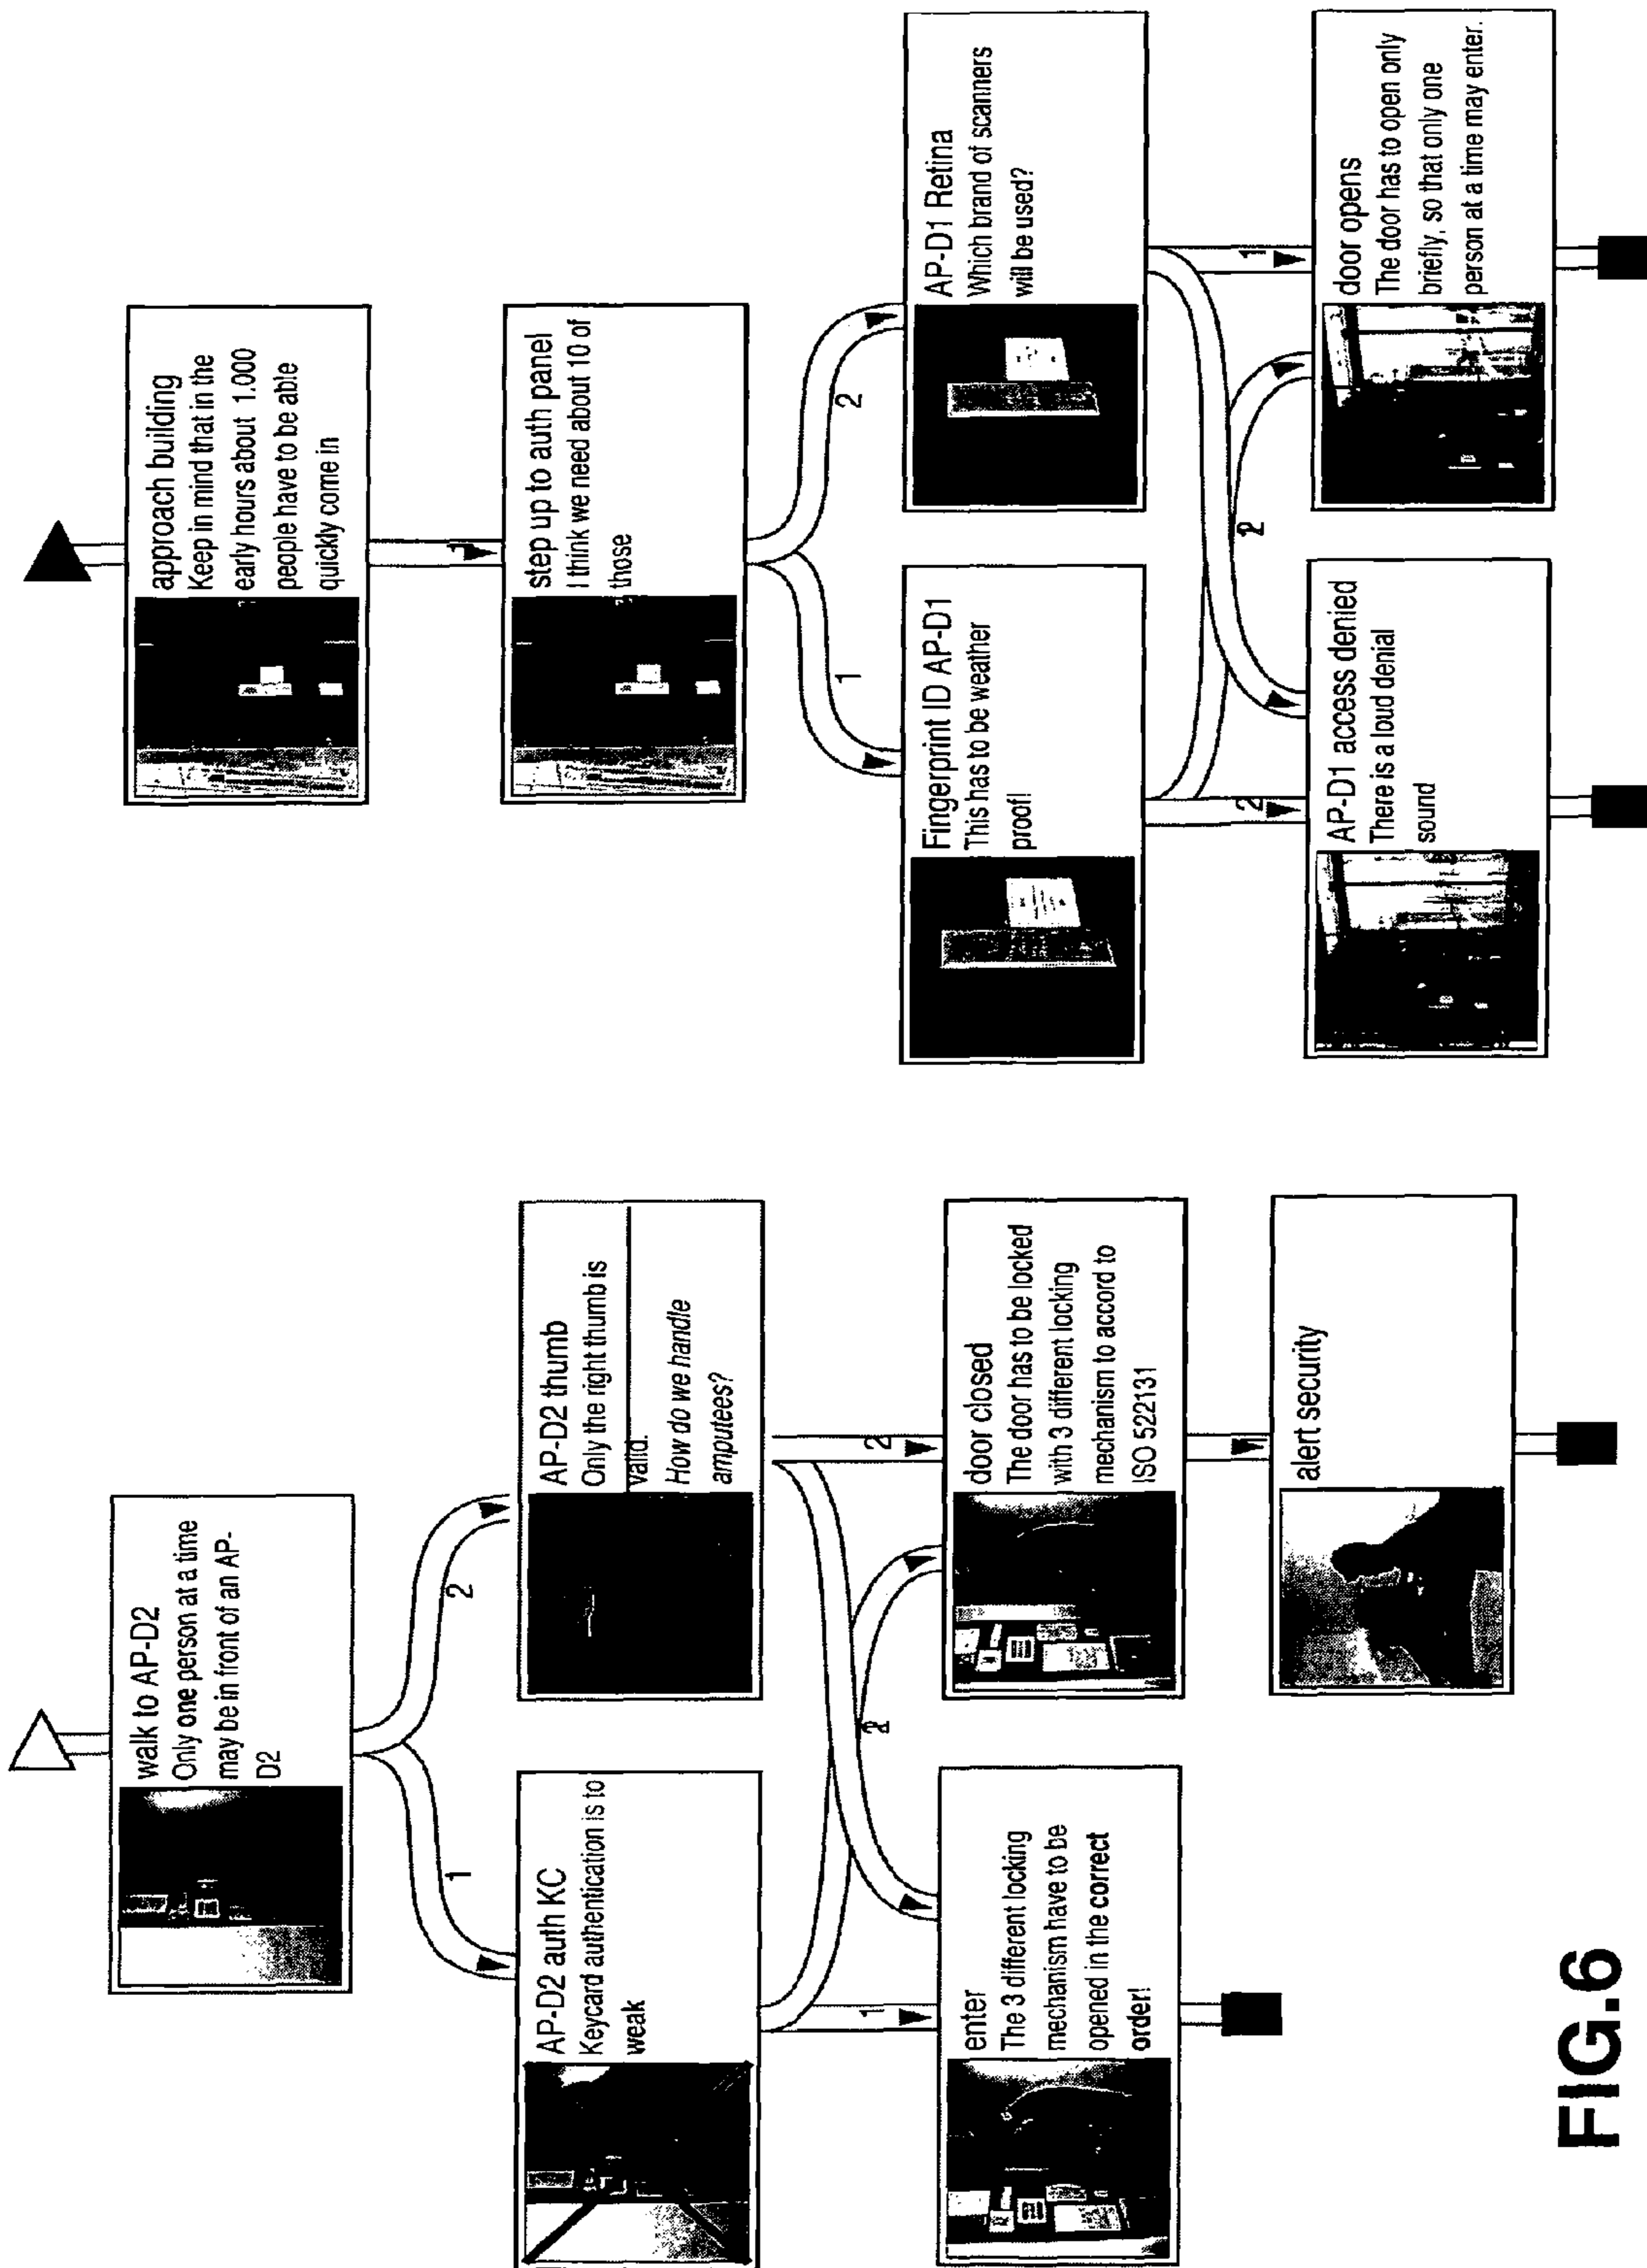 walk to AP-D2
Only one person at a time
may be in front of an AP-
D2
1
2
AP-D2 auth KC
Keycard authentication is to
weak
AP-D2 thumb
Only the right thumb is
valid.
How do we handle
amputees?
1
2
2
enter
The 3 different locking
mechanism have to be
opened in the correct
order!
door closed
The door has to be locked
with 3 different locking
mechanism to accord to
ISO 522131
1
alert security
approach building
Keep in mind that in the
early hours about 1.000
people have to be able
quickly come in
1
step up to auth panel
I think we need about 10 of
those
1
2
Fingerprint ID AP-D1
This has to be weather
proof!
AP-D1 Retina
Which brand of scanners
will be used?
2
2
1
AP-D1 access denied
There is a loud denial
sound
door opens
The door has to open only
briefly, so that only one
person at a time may enter.
FIG.6